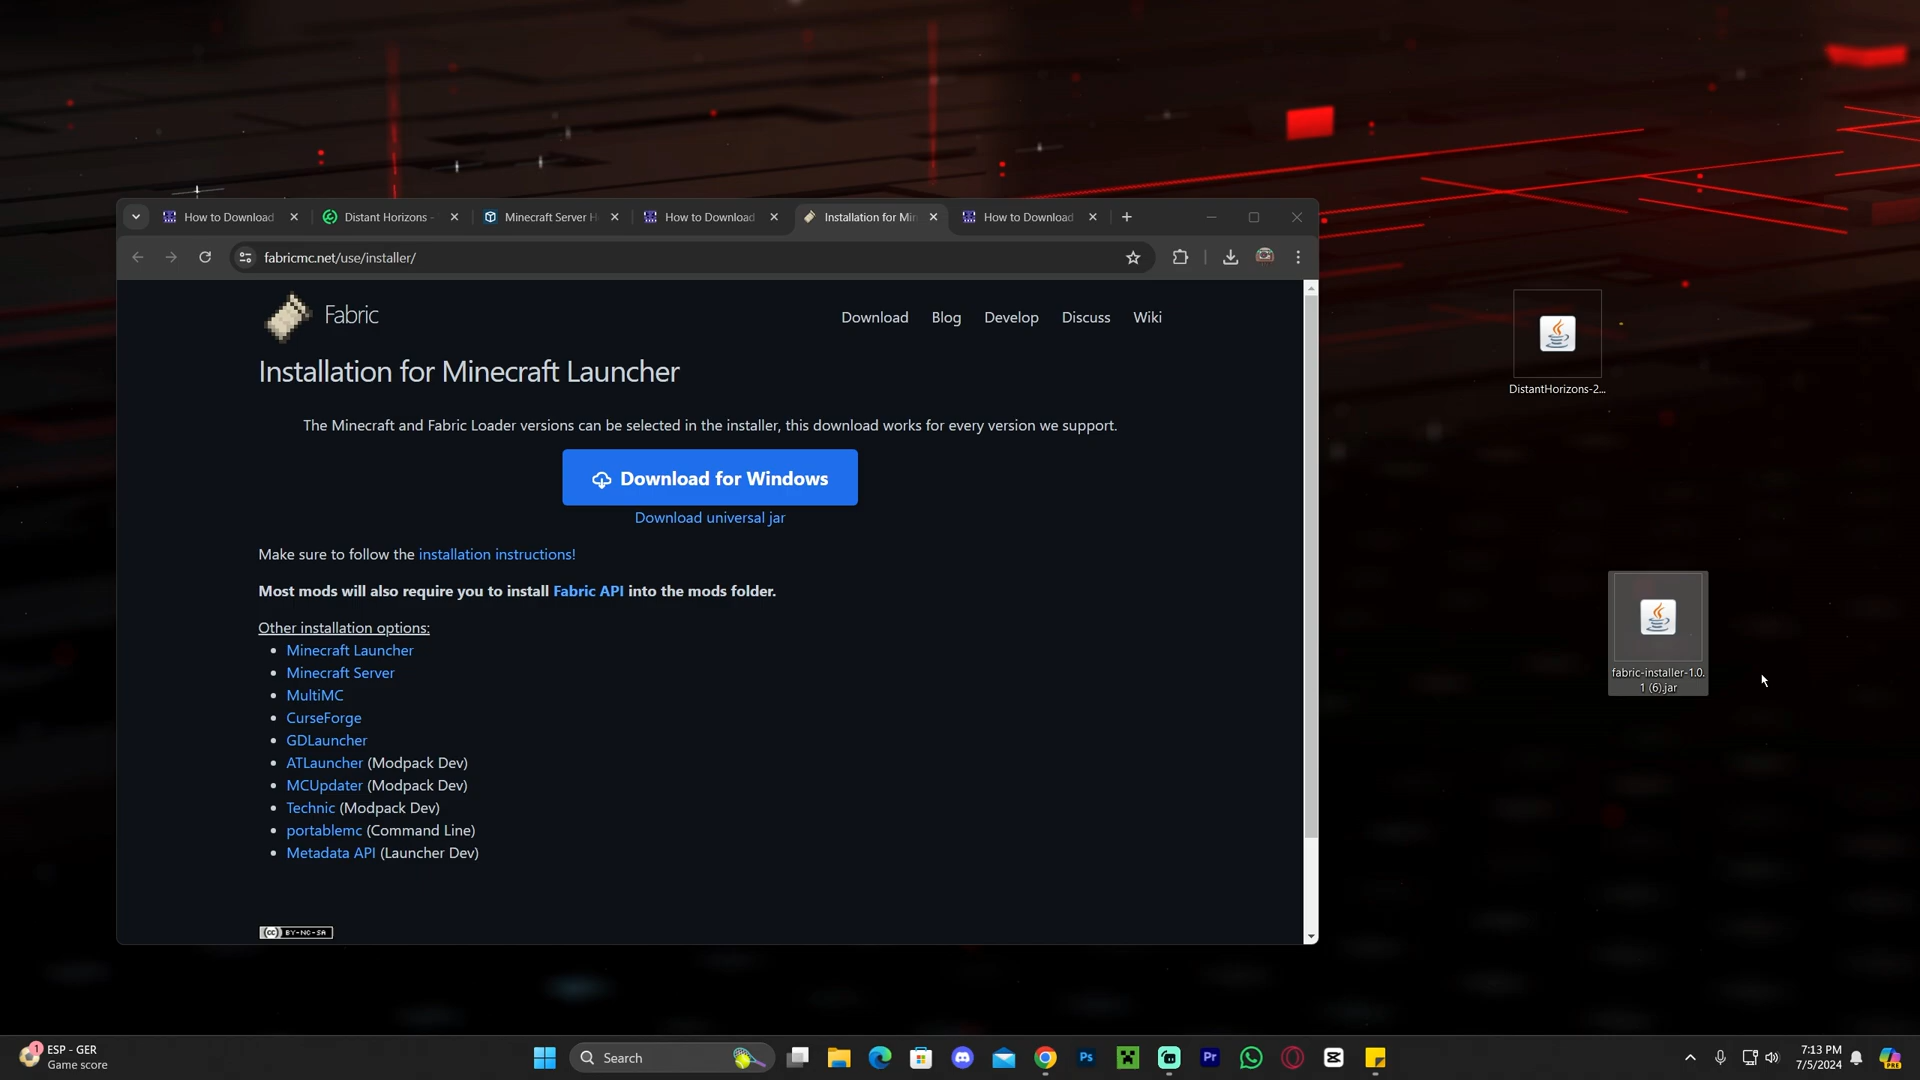 How to Download
Distant Horizons -
Minecraft Server H
How to Download
Installation for Min
How to Download
fabricmc.net/use/installer/
Fabric
Download
Blog
Develop
Discuss
Wiki
Installation for Minecraft Launcher
The Minecraft and Fabric Loader versions can be selected in the installer, this download works for every version we support.
Download for Windows
Download universal jar
Make sure to follow the installation instructions!
Most mods will also require you to install Fabric API into the mods folder.
Other installation options:
Minecraft Launcher
Minecraft Server
MultiMC
CurseForge
GDLauncher
ATLauncher (Modpack Dev)
MCUpdater (Modpack Dev)
Technic (Modpack Dev)
portablemc (Command Line)
Metadata API (Launcher Dev)
cc BY-NC-SA
DistantHorizons-2...
fabric-installer-1.0.
1 (6).jar
1
ESP - GER
Game score
Search
Ps
Pr
7:13 PM
7/5/2024
PRE